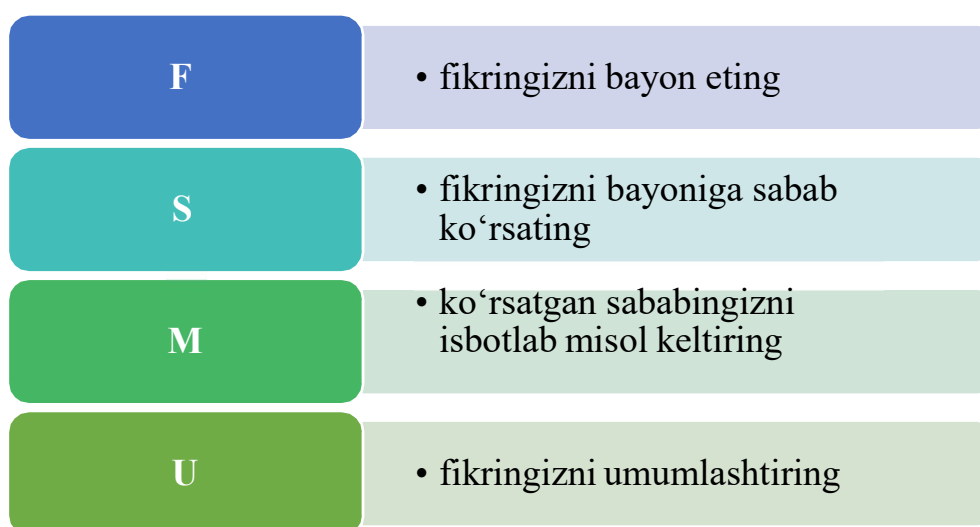 F
• fikringizni bayon eting
S
• fikringizni bayoniga sabab
ko‘rsating
M
• ko‘rsatgan sababingizni
isbotlab misol keltiring
U
• fikringizni umumlashtiring